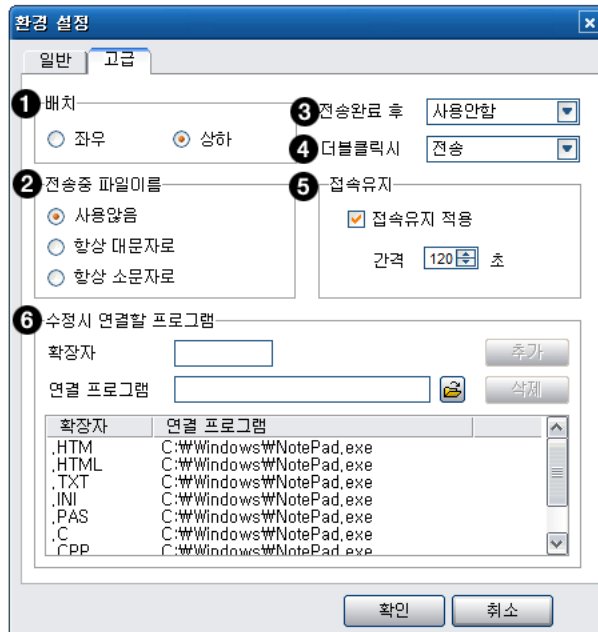 환경 설정
일반 고급
1 배치
좌우 상하
2 전송중 파일이름
사용않음
항상 대문자로
항상 소문자로
3 전송완료 후 사용안함
4 더블클릭시 전송
5 접속유지
접속유지 적용
간격 120 초
6 수정시 연결할 프로그램
확장자 추가
연결 프로그램 삭제
확장자 연결 프로그램
.HTM C:₩Windows₩NotePad.exe
.HTML C:₩Windows₩NotePad.exe
.TXT C:₩Windows₩NotePad.exe
.INI C:₩Windows₩NotePad.exe
.PAS C:₩Windows₩NotePad.exe
.C C:₩Windows₩NotePad.exe
.CPP C:₩Windows₩NotePad.exe
확인 취소